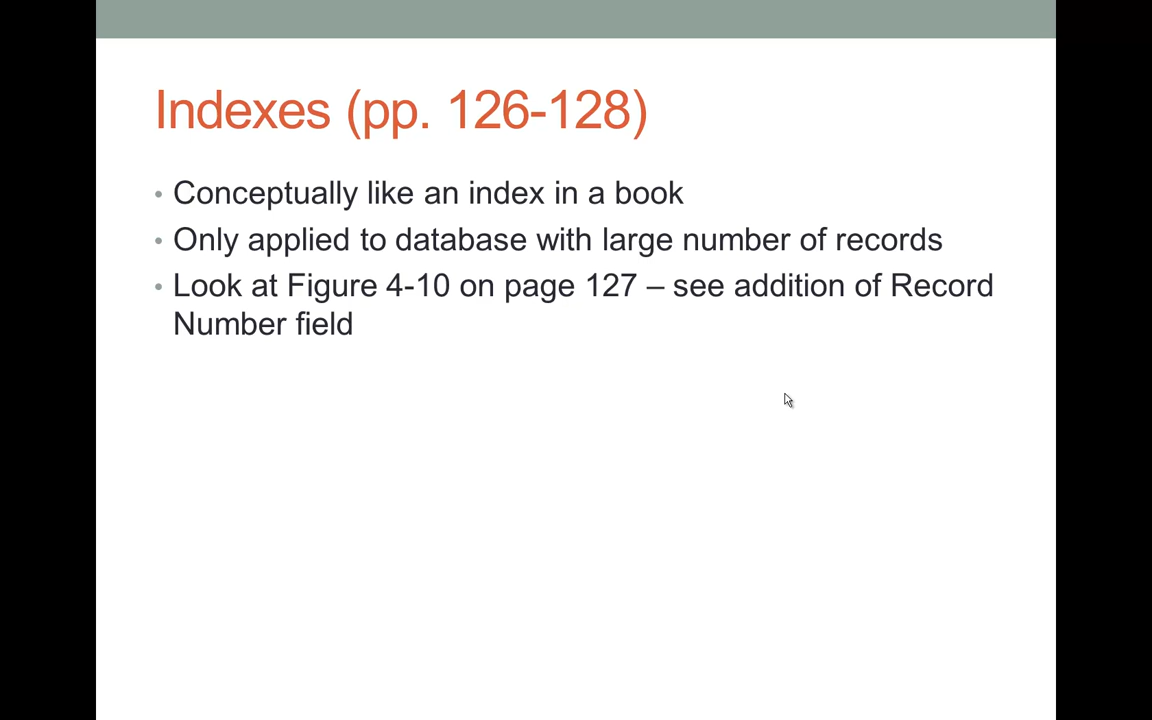 Indexes (pp. 126-128)
• Conceptually like an index in a book
• Only applied to database with large number of records
• Look at Figure 4-10 on page 127 – see addition of Record
Number field